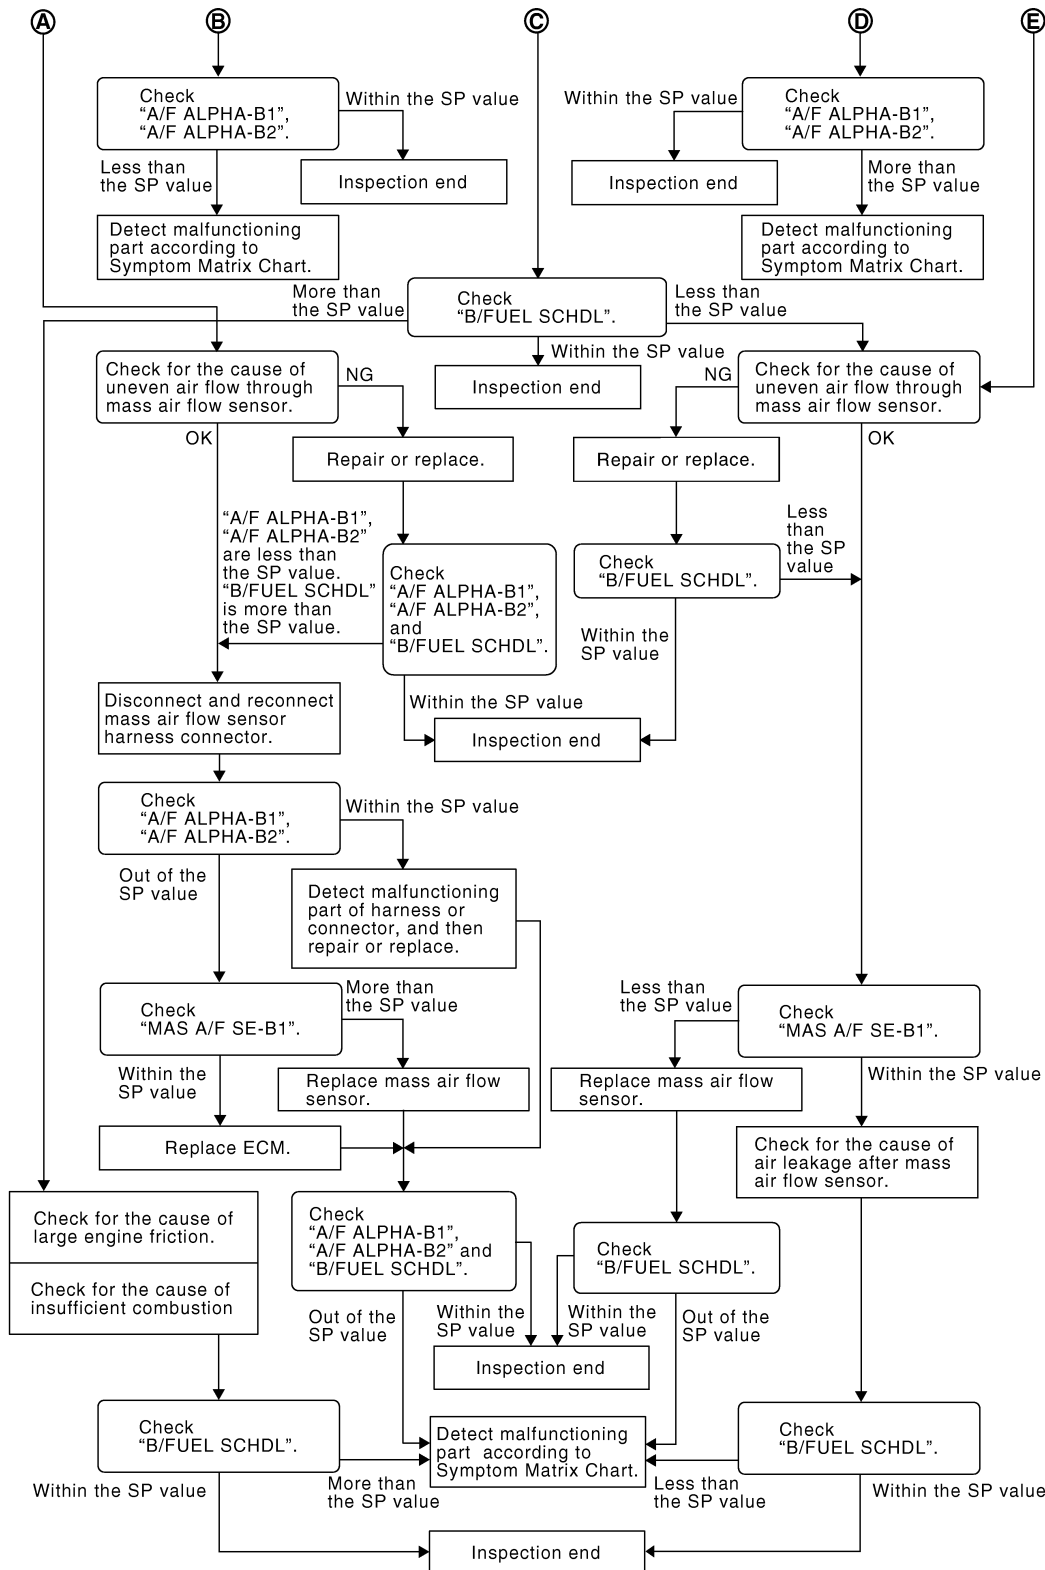 A
B
C
D
E
Check
“A/F ALPHA-B1”,
“A/F ALPHA-B2”.
Within the SP value
Less than
the SP value
Inspection end
Detect malfunctioning
part according to
Symptom Matrix Chart.
Within the SP value
Check
“A/F ALPHA-B1”,
“A/F ALPHA-B2”.
Inspection end
More than
the SP value
Detect malfunctioning
part according to
Symptom Matrix Chart.
More than
the SP value
Check
“B/FUEL SCHDL”.
Less than
the SP value
Within the SP value
Inspection end
Check for the cause of
uneven air flow through
mass air flow sensor.
NG
OK
Repair or replace.
NG
Check for the cause of
uneven air flow through
mass air flow sensor.
OK
Repair or replace.
“A/F ALPHA-B1”,
“A/F ALPHA-B2”
are less than
the SP value.
“B/FUEL SCHDL”
is more than
the SP value.
Check
“A/F ALPHA-B1”,
“A/F ALPHA-B2”,
and
“B/FUEL SCHDL”.
Check
“B/FUEL SCHDL”.
Less
than
the SP
value
Within the
SP value
Within the SP value
Inspection end
Disconnect and reconnect
mass air flow sensor
harness connector.
Check
“A/F ALPHA-B1”,
“A/F ALPHA-B2”.
Within the SP value
Out of the
SP value
Detect malfunctioning
part of harness or
connector, and then
repair or replace.
Check
“MAS A/F SE-B1”.
More than
the SP value
Within the
SP value
Replace mass air flow
sensor.
Replace ECM.
Less than
the SP value
Check
“MAS A/F SE-B1”.
Within the SP value
Replace mass air flow
sensor.
Check for the cause of
air leakage after mass
air flow sensor.
Check for the cause of
large engine friction.
Check for the cause of
insufficient combustion
Check
“A/F ALPHA-B1”,
“A/F ALPHA-B2” and
“B/FUEL SCHDL”.
Check
“B/FUEL SCHDL”.
Out of the
SP value
Within the
SP value
Within the
SP value
Out of the
SP value
Inspection end
Check
“B/FUEL SCHDL”.
Detect malfunctioning
part according to
Symptom Matrix Chart.
Check
“B/FUEL SCHDL”.
Within the SP value
More than
the SP value
Less than
the SP value
Within the SP value
Inspection end